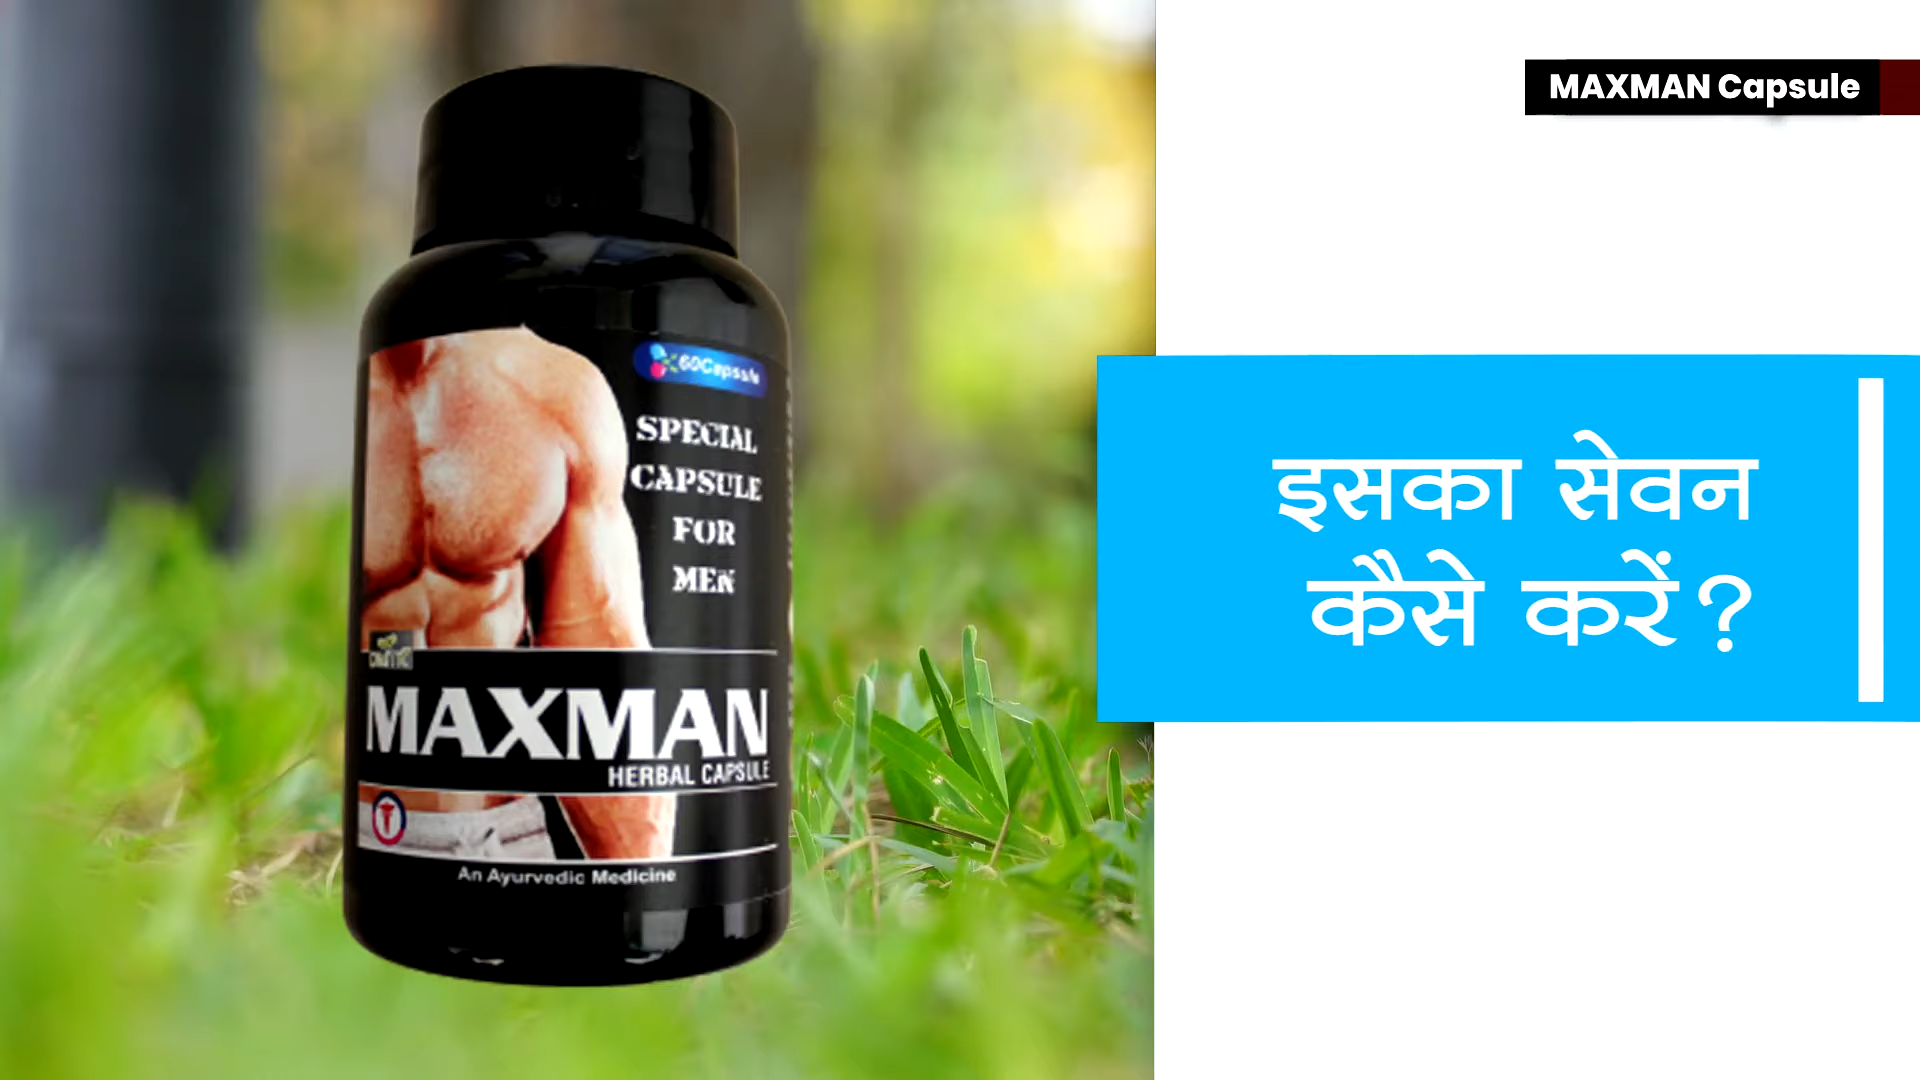 MAXMAN Capsule
60Capsule
SPECIAL
CAPSULE
FOR
MEN
MAXMAN
HERBAL CAPSULE
An Ayurvedic Medicine
इसका सेवन
कैसे करें?